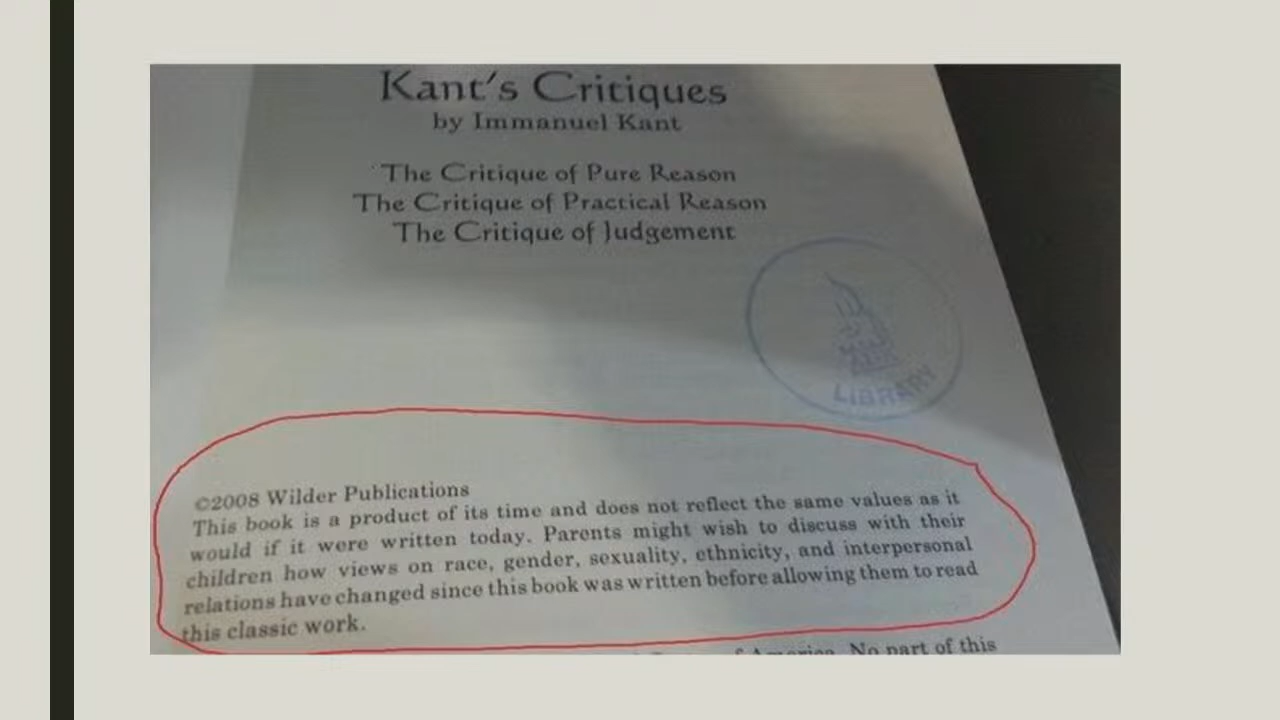 Kant's Critiques
by Immanuel Kant
The Critique of Pure Reason
The Critique of Practical Reason
The Critique of Judgement
LIBRARY
©2008 Wilder Publications
This book is a product of its time and does not reflect the same values as it
would if it were written today. Parents might wish to discuss with their
children how views on race, gender, sexuality, ethnicity, and interpersonal
relations have changed since this book was written before allowing them to read
this classic work.
of America. No part of this